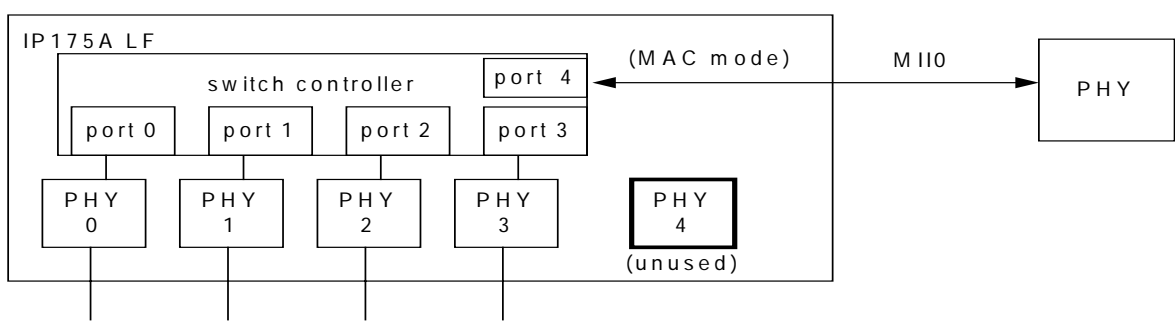 IP175A LF
(MAC mode)
MII0
port 4
switch controller
PHY
port 0
port 1
port 2
port 3
PHY
0
PHY
1
PHY
2
PHY
3
PHY
4
(unused)